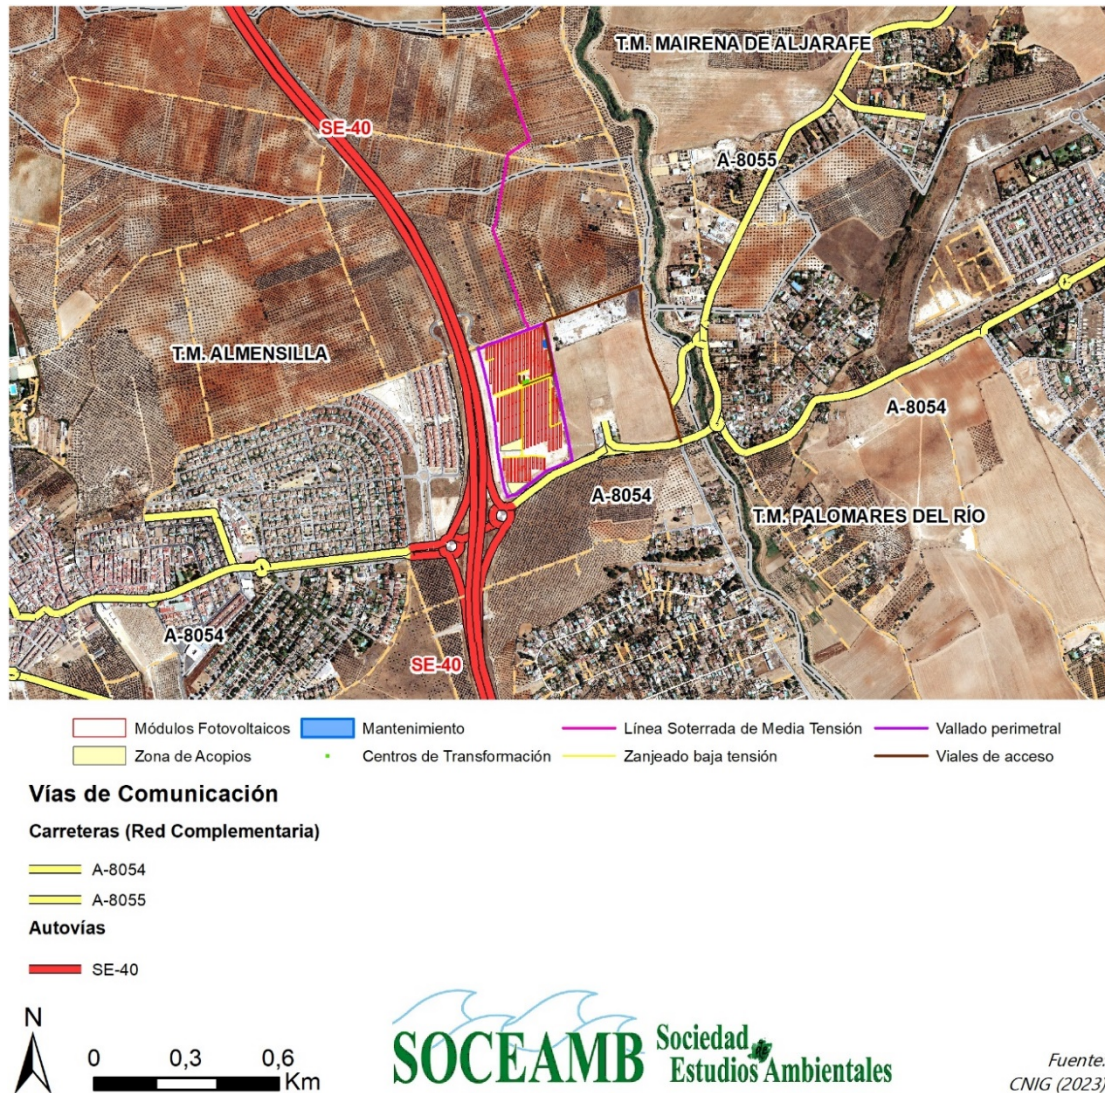 T.M. MAIRENA DE ALJARAFE
SE-40
A-8055
T.M. ALMENSILLA
A-8054
A-8054
T.M. PALOMARES DEL RÍO
A-8054
SE-40
Módulos Fotovoltaicos
Mantenimiento
Línea Soterrada de Media Tensión
Vallado perimetral
Zona de Acopios
Centros de Transformación
Zanjeado baja tensión
Viales de acceso
Vías de Comunicación
Carreteras (Red Complementaria)
A-8054
A-8055
Autovías
SE-40
N
0 0,3 0,6
Km
SOCEAMB
Sociedad
Estudios Ambientales
Fuente.
CNIG (2023)